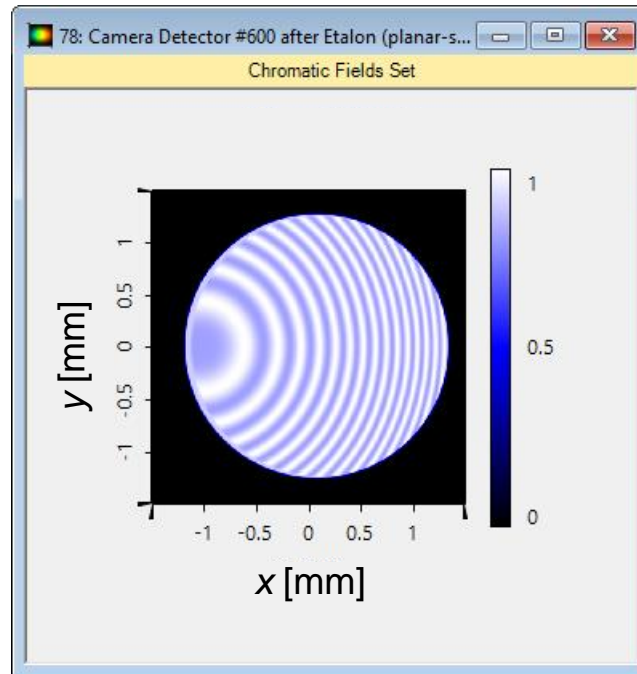 78: Camera Detector #600 after Etalon (planar-s...
Chromatic Fields Set
y [mm]
1
0.5
0
-0.5
-1
-1 -0.5 0 0.5 1
x [mm]
1
0.5
0